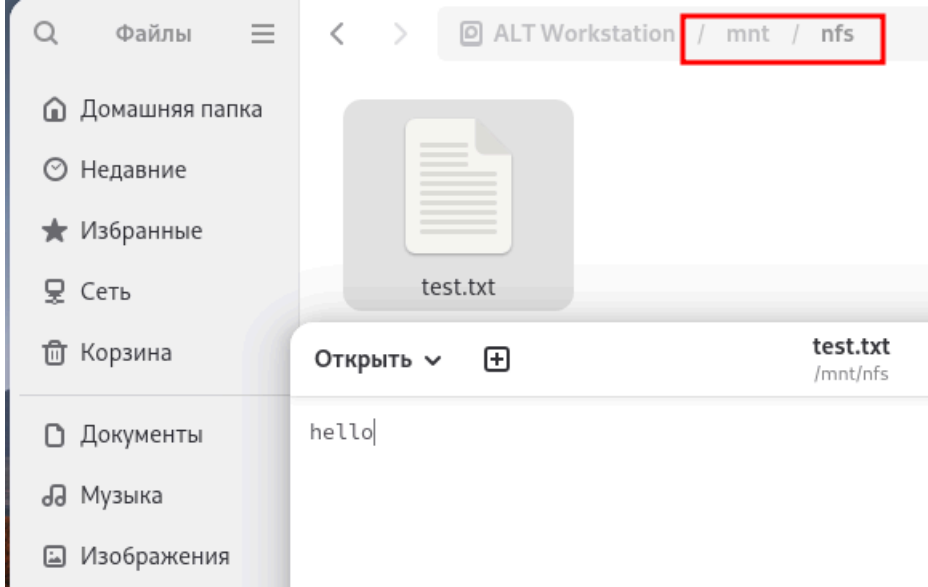 Файлы
ALT Workstation / mnt / nfs
Домашняя папка
Недавние
Избранные
Сеть
Корзина
Документы
Музыка
Изображения
test.txt
Открыть
test.txt
/mnt/nfs
hello